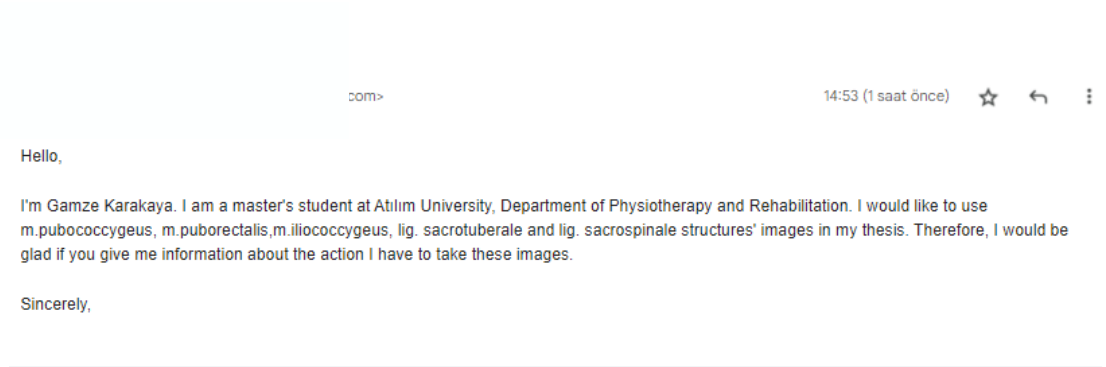 com>
14:53 (1 saat önce)
Hello,
I'm Gamze Karakaya. I am a master's student at Atılım University, Department of Physiotherapy and Rehabilitation. I would like to use
m.pubococcygeus, m.puborectalis,m.iliococcygeus, lig. sacrotuberale and lig. sacrospinale structures' images in my thesis. Therefore, I would be
glad if you give me information about the action I have to take these images.
Sincerely,